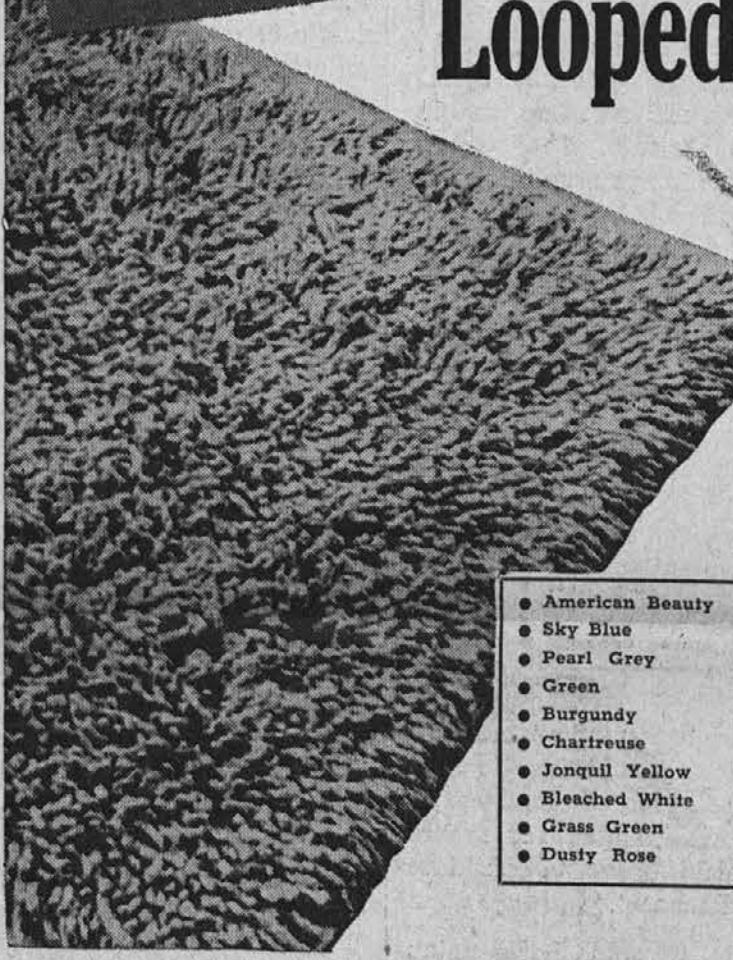 Looped
● American Beauty
● Sky Blue
● Pearl Grey
● Green
● Burgundy
● Chartreuse
● Jonquil Yellow
● Bleached White
● Grass Green
● Dusty Rose